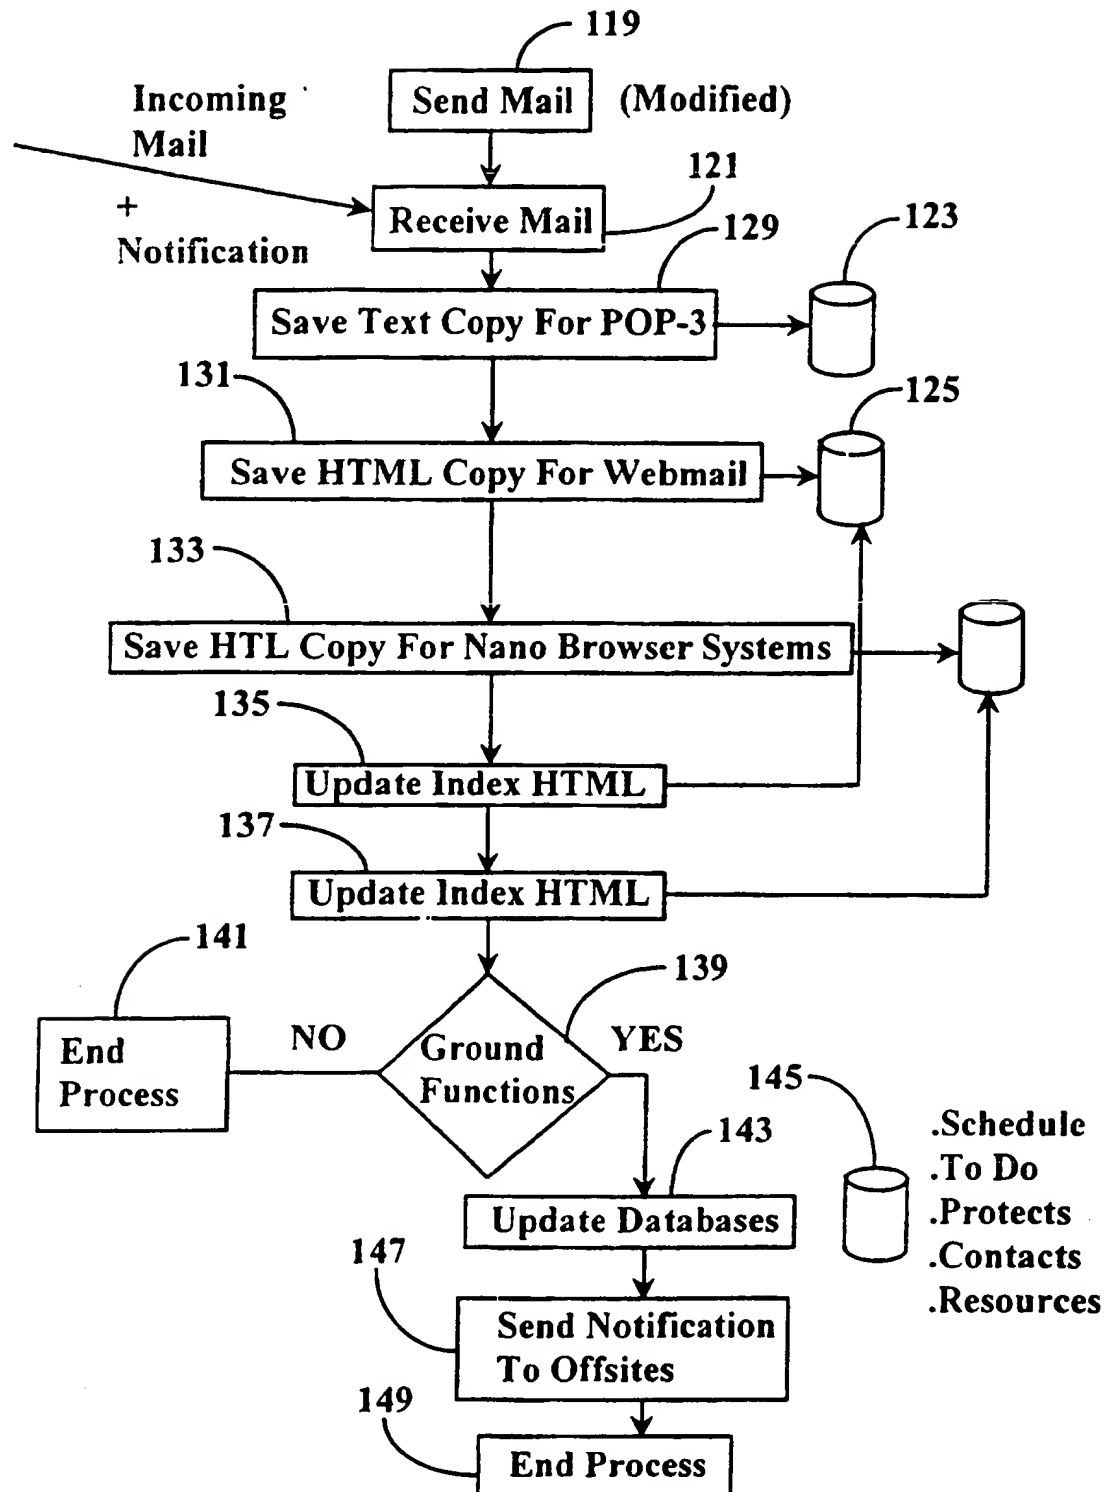 119
Send Mail
(Modified)
Incoming
Mail
+
Notification
121
Receive Mail
129
123
Save Text Copy For POP-3
131
125
Save HTML Copy For Webmail
133
Save HTL Copy For Nano Browser Systems
135
Update Index HTML
137
Update Index HTML
141
139
End
Process
NO
Ground
Functions
YES
145
.Schedule
.To Do
.Protects
.Contacts
.Resources
143
Update Databases
147
Send Notification
To Offsites
149
End Process